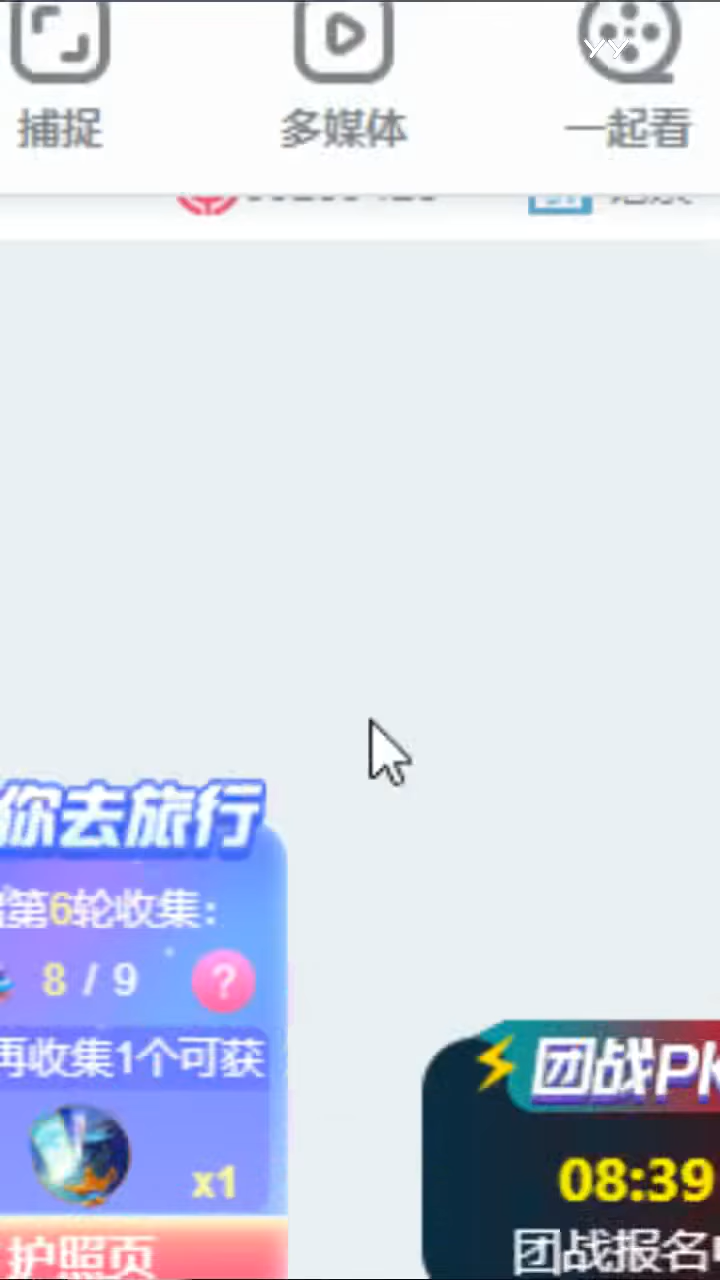 YY
捕捉 多媒体 一起看
你去旅行
第6轮收集:
8 / 9 ?
再收集1个可获
x1
护照页
团战PK
08:39
团战报名